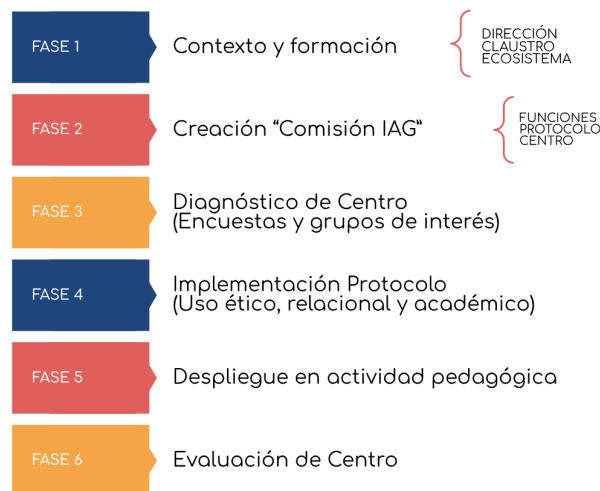 FASE 1
Contexto y formación
DIRECCIÓN
CLAUSTRO
ECOSISTEMA
FASE 2
Creación “Comisión IAG”
FUNCIONES
PROTOCOLO
CENTRO
FASE 3
Diagnóstico de Centro
(Encuestas y grupos de interés)
FASE 4
Implementación Protocolo
(Uso ético, relacional y académico)
FASE 5
Despliegue en actividad pedagógica
FASE 6
Evaluación de Centro